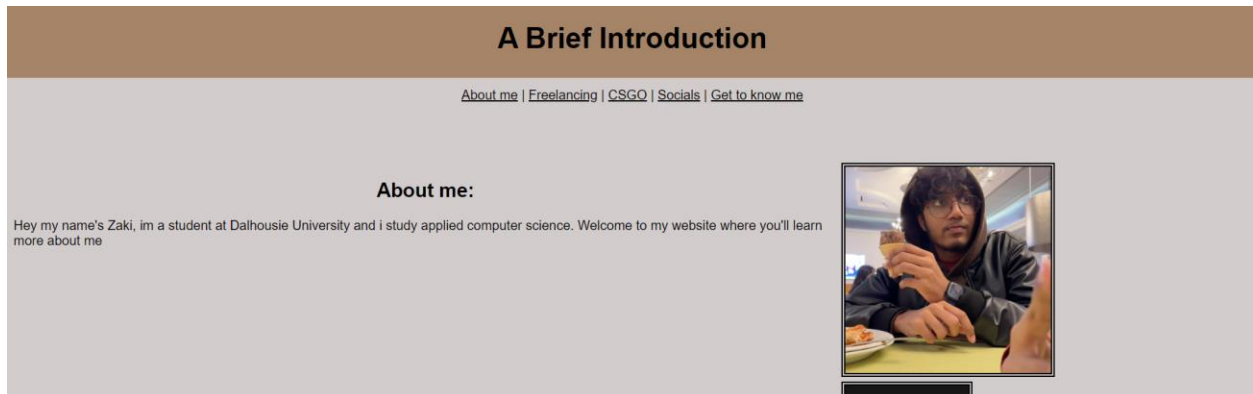 A Brief Introduction
About me | Freelancing | CSGO | Socials | Get to know me
About me:
Hey my name's Zaki, im a student at Dalhousie University and i study applied computer science. Welcome to my website where you'll learn
more about me